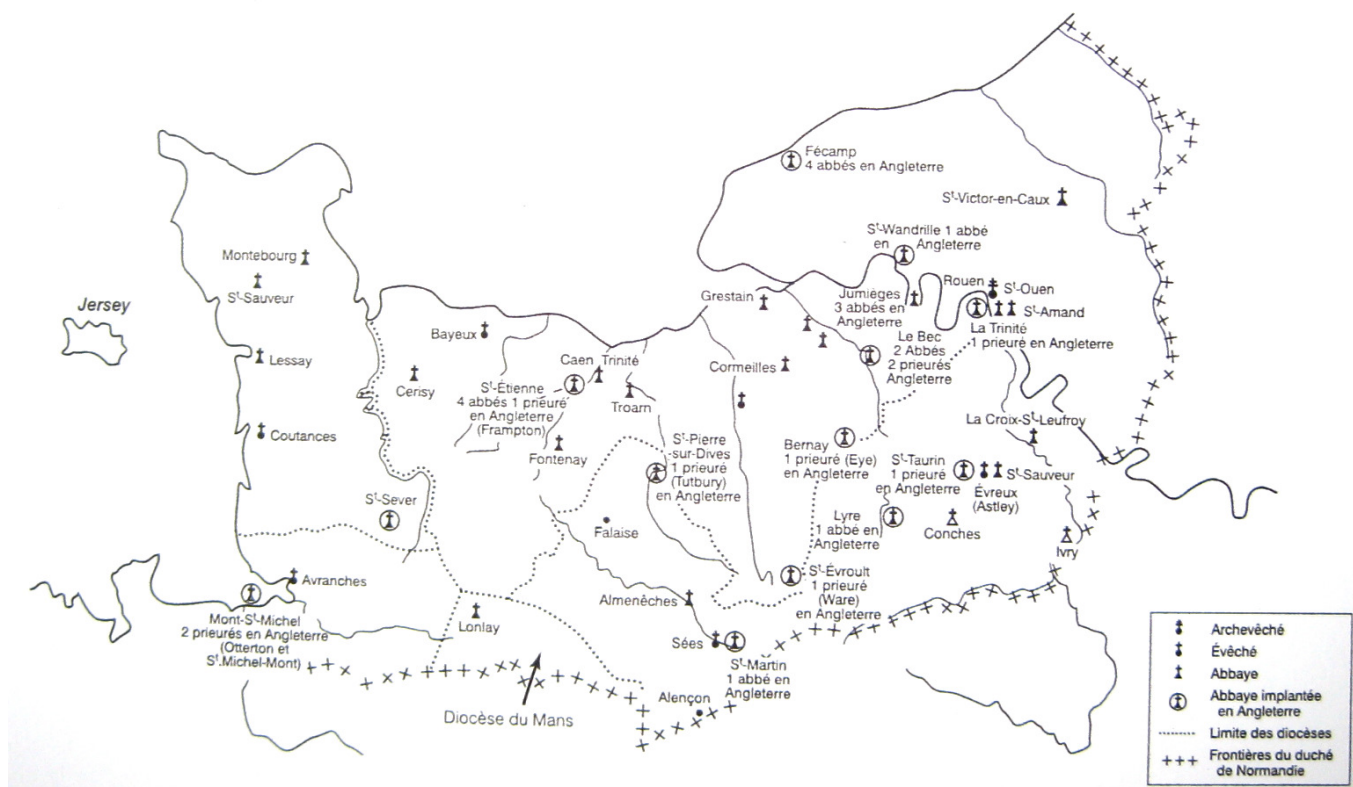 Fécamp
4 abbés en Angleterre
Sᵗ-Victor-en-Caux
Sᵗ-Wandrille 1 abbé
en Angleterre
Montebourg
Sᵗ-Sauveur
Jersey
Rouen
Sᵗ-Ouen
Grestain
Jumièges
3 abbés en
Angleterre
Sᵗ-Amand
La Trinité
1 prieuré en Angleterre
Bayeux
Le Bec
2 Abbés
2 prieurés
Angleterre
Lessay
Caen Trinité
Cormeilles
Cerisy
Sᵗ-Étienne
4 abbés 1 prieuré
en Angleterre
(Frampton)
Troarn
La Croix-Sᵗ-Leufroy
Coutances
Fontenay
Sᵗ-Pierre
-sur-Dives
1 prieuré
(Tutbury)
en Angleterre
Bernay
1 prieuré (Eye)
en Angleterre
Sᵗ-Taurin
1 prieuré
en Angleterre
Sᵗ-Sauveur
Évreux
(Astley)
Sᵗ-Sever
Falaise
Lyre
1 abbé en
Angleterre
Conches
Ivry
Avranches
Sᵗ-Évroult
1 prieuré
(Ware)
en Angleterre
Almenêches
Mont-Sᵗ-Michel
2 prieurés en Angleterre
(Otterton et
Sᵗ.Michel-Mont)
Lonlay
Sées
Sᵗ-Martin
1 abbé en
Angleterre
Alençon
Diocèse du Mans
Archevêché
Évêché
Abbaye
Abbaye implantée
en Angleterre
Limite des diocèses
Frontières du duché
de Normandie